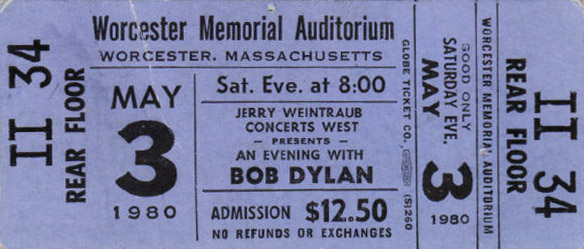 II 34
REAR FLOOR
Worcester Memorial Auditorium
WORCESTER, MASSACHUSETTS
MAY
3
1980
Sat. Eve. at 8:00
JERRY WEINTRAUB
CONCERTS WEST
— PRESENTS —
AN EVENING WITH
BOB DYLAN
ADMISSION $12.50
NO REFUNDS OR EXCHANGES
GLOBE TICKET CO. (S)260
GOOD ONLY
SATURDAY EVE.
MAY
3
1980
WORCESTER MEMORIAL AUDITORIUM
REAR FLOOR
II 34